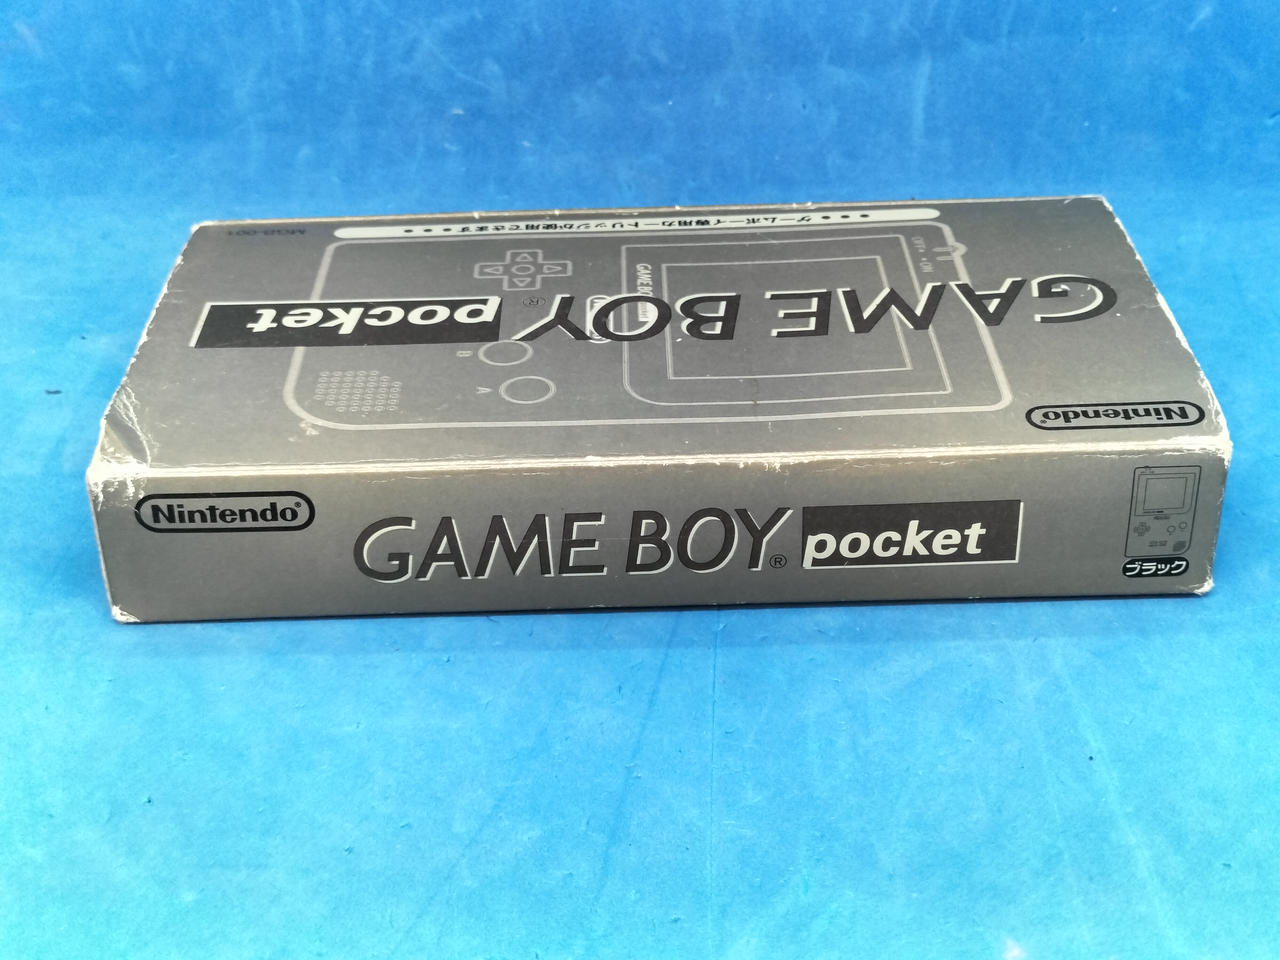 MGB-001
•••ゲームボーイ専用カートリッジが使用できます•••
OFF• •ON
GAME BOY pocket
GAME BOY® pocket
B
A
Nintendo®
Nintendo®
GAME BOY® pocket
ブラック